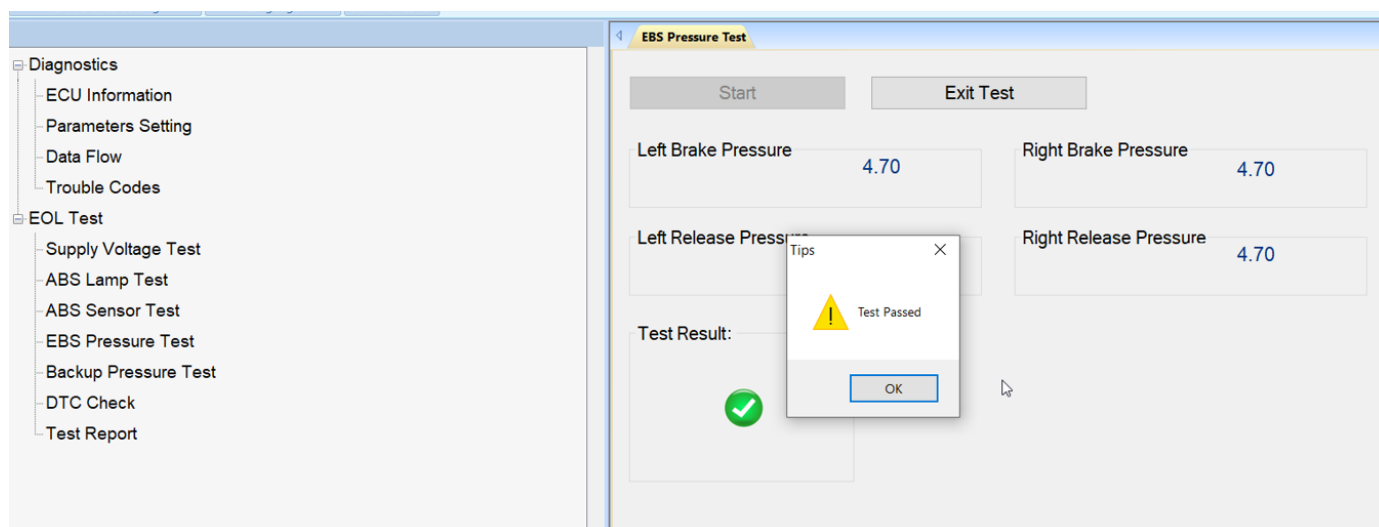 EBS Pressure Test
Diagnostics
ECU Information
Parameters Setting
Data Flow
Trouble Codes
EOL Test
Supply Voltage Test
ABS Lamp Test
ABS Sensor Test
EBS Pressure Test
Backup Pressure Test
DTC Check
Test Report
Start
Exit Test
Left Brake Pressure
4.70
Right Brake Pressure
4.70
Left Release
Right Release Pressure
4.70
Tips
Test Passed
OK
Test Result: